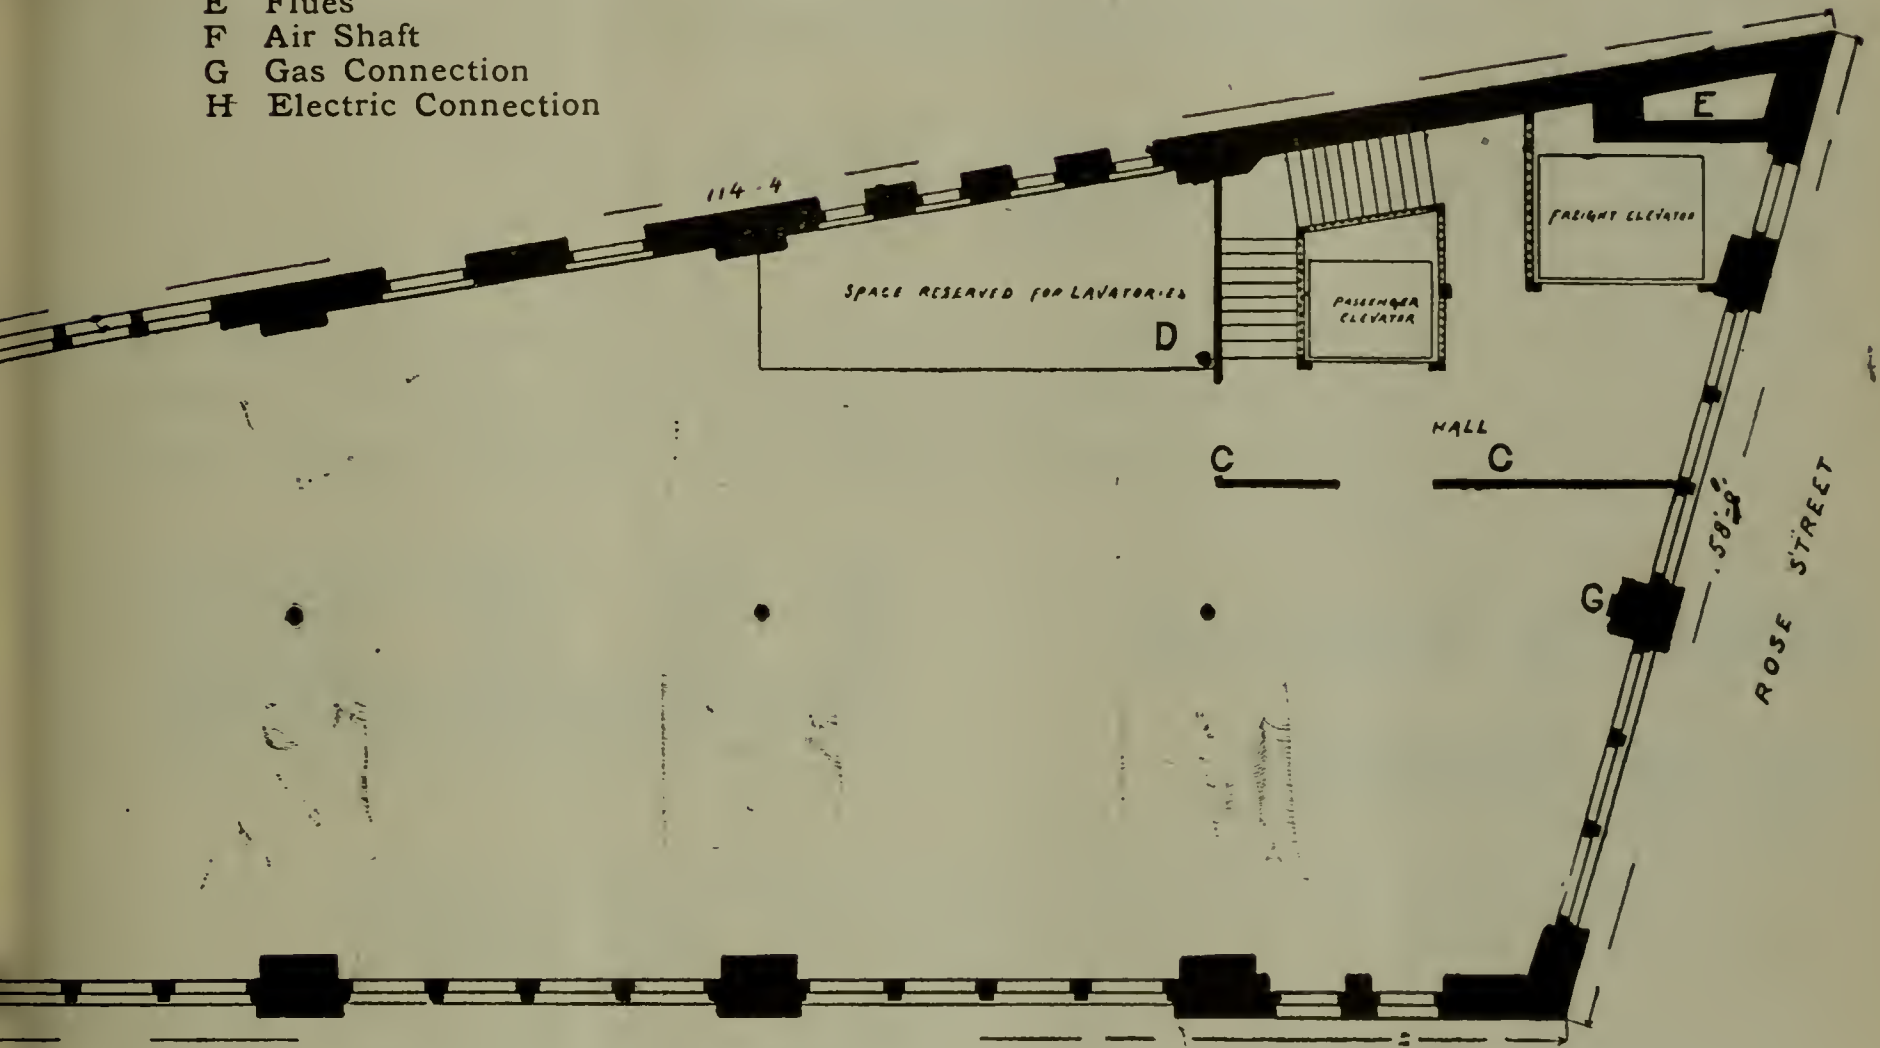 E Flues
F Air Shaft
G Gas Connection
H Electric Connection
E
114-4
FREIGHT ELEVATOR
SPACE RESERVED FOR LAVATORIES
PASSENGER
ELEVATOR
D
HALL
C C
58'-8"
ROSE STREET
G